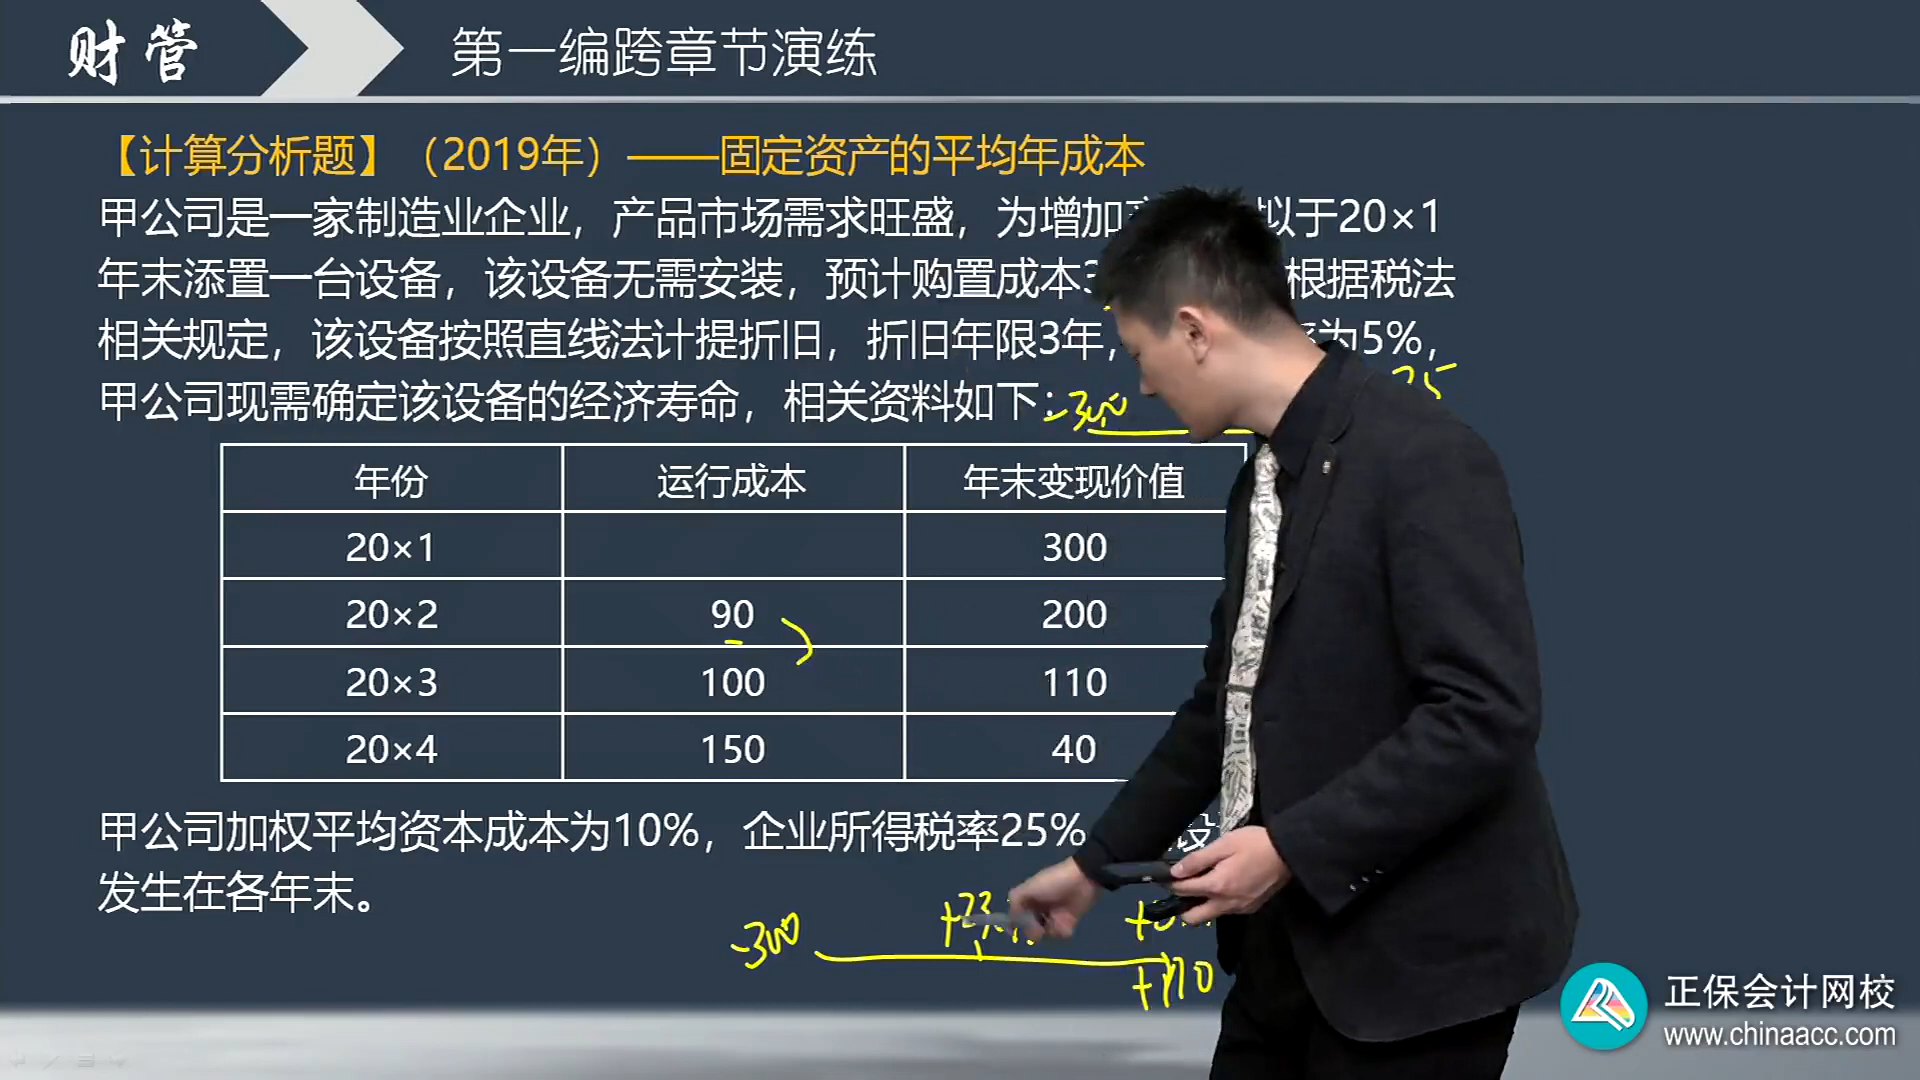 财管
第一编跨章节演练
【计算分析题】（2019年）——固定资产的平均年成本
甲公司是一家制造业企业，产品市场需求旺盛，为增加 拟于20×1
年末添置一台设备，该设备无需安装，预计购置成本3 根据税法
相关规定，该设备按照直线法计提折旧，折旧年限3年， 为5%，
25
甲公司现需确定该设备的经济寿命，相关资料如下：
-300
年份 运行成本 年末变现价值
20×1 300
20×2 90 200
20×3 100 110
20×4 150 40
甲公司加权平均资本成本为10%，企业所得税率25% 设
发生在各年末。
-300 +23.
+110
正保会计网校
www.chinaacc.com